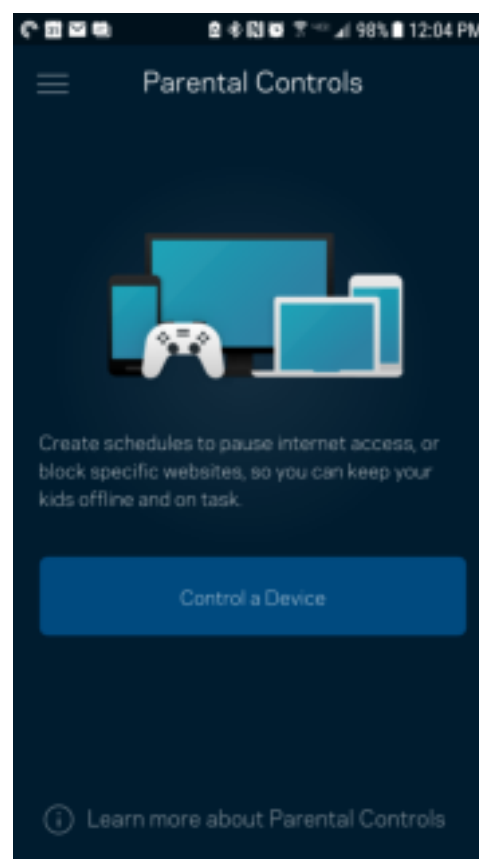 98% 12:04 PM
Parental Controls
Create schedules to pause internet access, or
block specific websites, so you can keep your
kids offline and on task.
Control a Device
Learn more about Parental Controls